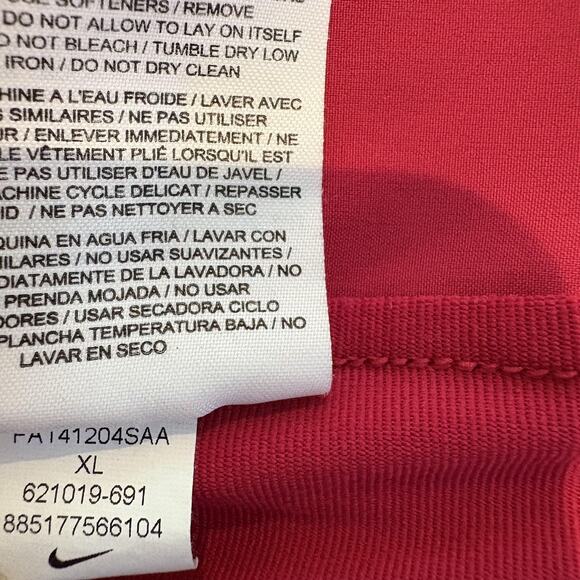 SOFTENERS / REMOVE
DO NOT ALLOW TO LAY ON ITSELF
NOT BLEACH / TUMBLE DRY LOW
IRON / DO NOT DRY CLEAN
HINE A L'EAU FROIDE / LAVER AVEC
SIMILAIRES / NE PAS UTILISER
UR / ENLEVER IMMEDIATEMENT / NE
LE VÊTEMENT PLIÉ LORSQU'IL EST
E PAS UTILISER D'EAU DE JAVEL /
ACHINE CYCLE DELICAT / REPASSER
ID / NE PAS NETTOYER A SEC
QUINA EN AGUA FRIA / LAVAR CON
ILARES / NO USAR SUAVIZANTES /
DIATAMENTE DE LA LAVADORA / NO
PRENDA MOJADA / NO USAR
DORES / USAR SECADORA CICLO
PLANCHA TEMPERATURA BAJA / NO
LAVAR EN SECO
FA141204SAA
XL
621019-691
885177566104